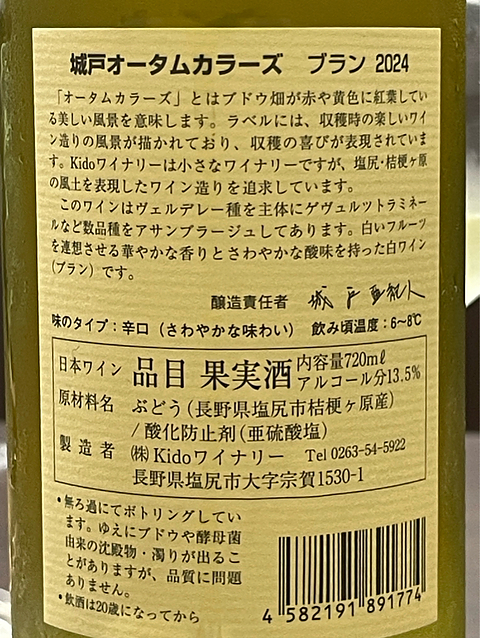 城戸オータムカラーズ　ブラン 2024
「オータムカラーズ」とはブドウ畑が赤や黄色に紅葉してい
る美しい風景を意味します。ラベルには、収穫時の楽しいワイ
ン造りの風景が描かれており、収穫の喜びが表現されていま
す。Kidoワイナリーは小さなワイナリーですが、塩尻・桔梗ヶ原
の風土を表現したワイン造りを追求しています。
このワインはヴェルデレー種を主体にゲヴュルツトラミネー
ルなど数品種をアサンブラージュしてあります。白いフルーツ
を連想させる華やかな香りとさわやかな酸味を持った白ワイン
(ブラン)です。
醸造責任者　城戸亜紀人
味のタイプ：辛口（さわやかな味わい）　飲み頃温度：6~8℃
日本ワイン 品目 果実酒 内容量720mℓ
アルコール分13.5%
原材料名　ぶどう（長野県塩尻市桔梗ヶ原産）
/ 酸化防止剤（亜硫酸塩）
製造者　㈱Kidoワイナリー　Tel 0263-54-5922
長野県塩尻市大字宗賀1530-1
・無ろ過にてボトリングしてい
ます。ゆえにブドウや酵母菌
由来の沈殿物・濁りが出るこ
とがありますが、品質に問題
ありません。
・飲酒は20歳になってから
4 582191 891774